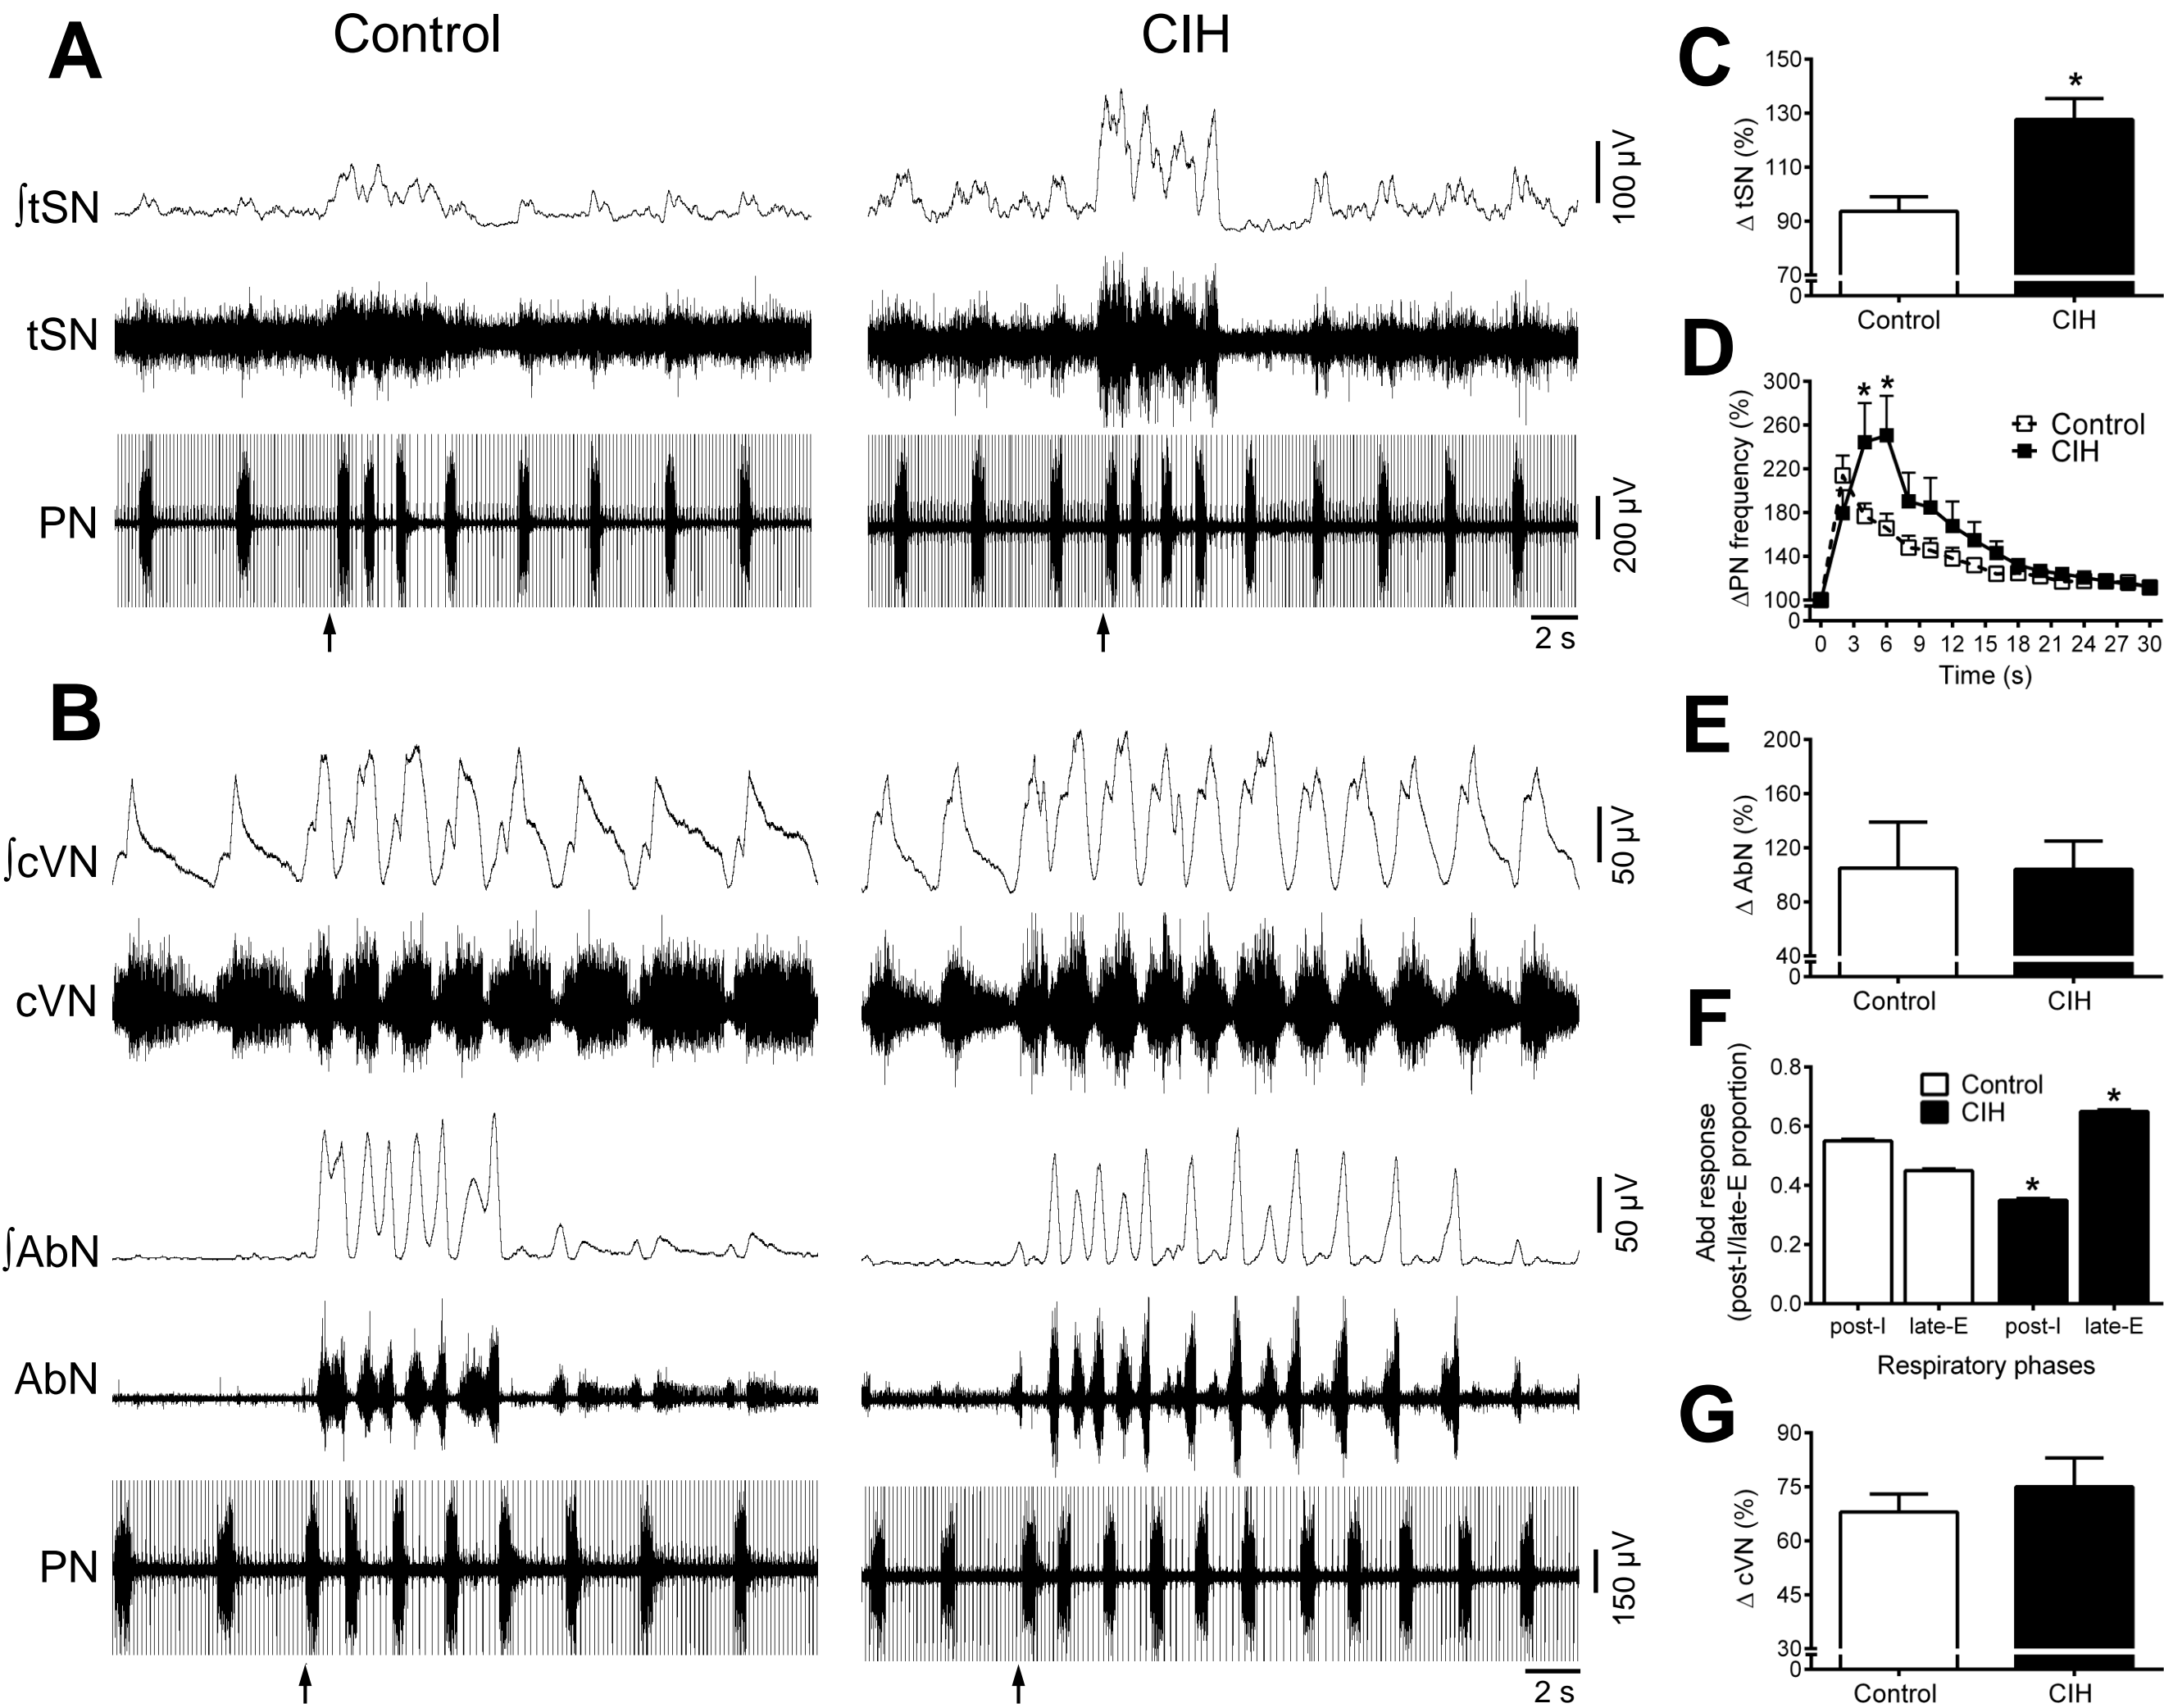 A
Control
CIH
∫tSN
100 µV
tSN
PN
200 µV
2 s
B
∫cVN
50 µV
cVN
∫AbN
50 µV
AbN
PN
150 µV
2 s
C
Δ tSN (%)
150
130
110
90
70
0
*
Control
CIH
D
ΔPN frequency (%)
300
260
220
180
140
100
0
* *
Control
CIH
0 3 6 9 12 15 18 21 24 27 30
Time (s)
E
Δ AbN (%)
200
160
120
80
40
0
Control
CIH
F
Abd response
(post-I/late-E proportion)
0.8
0.6
0.4
0.2
0.0
Control
CIH
*
*
post-I late-E post-I late-E
Respiratory phases
G
Δ cVN (%)
90
75
60
45
30
0
Control
CIH